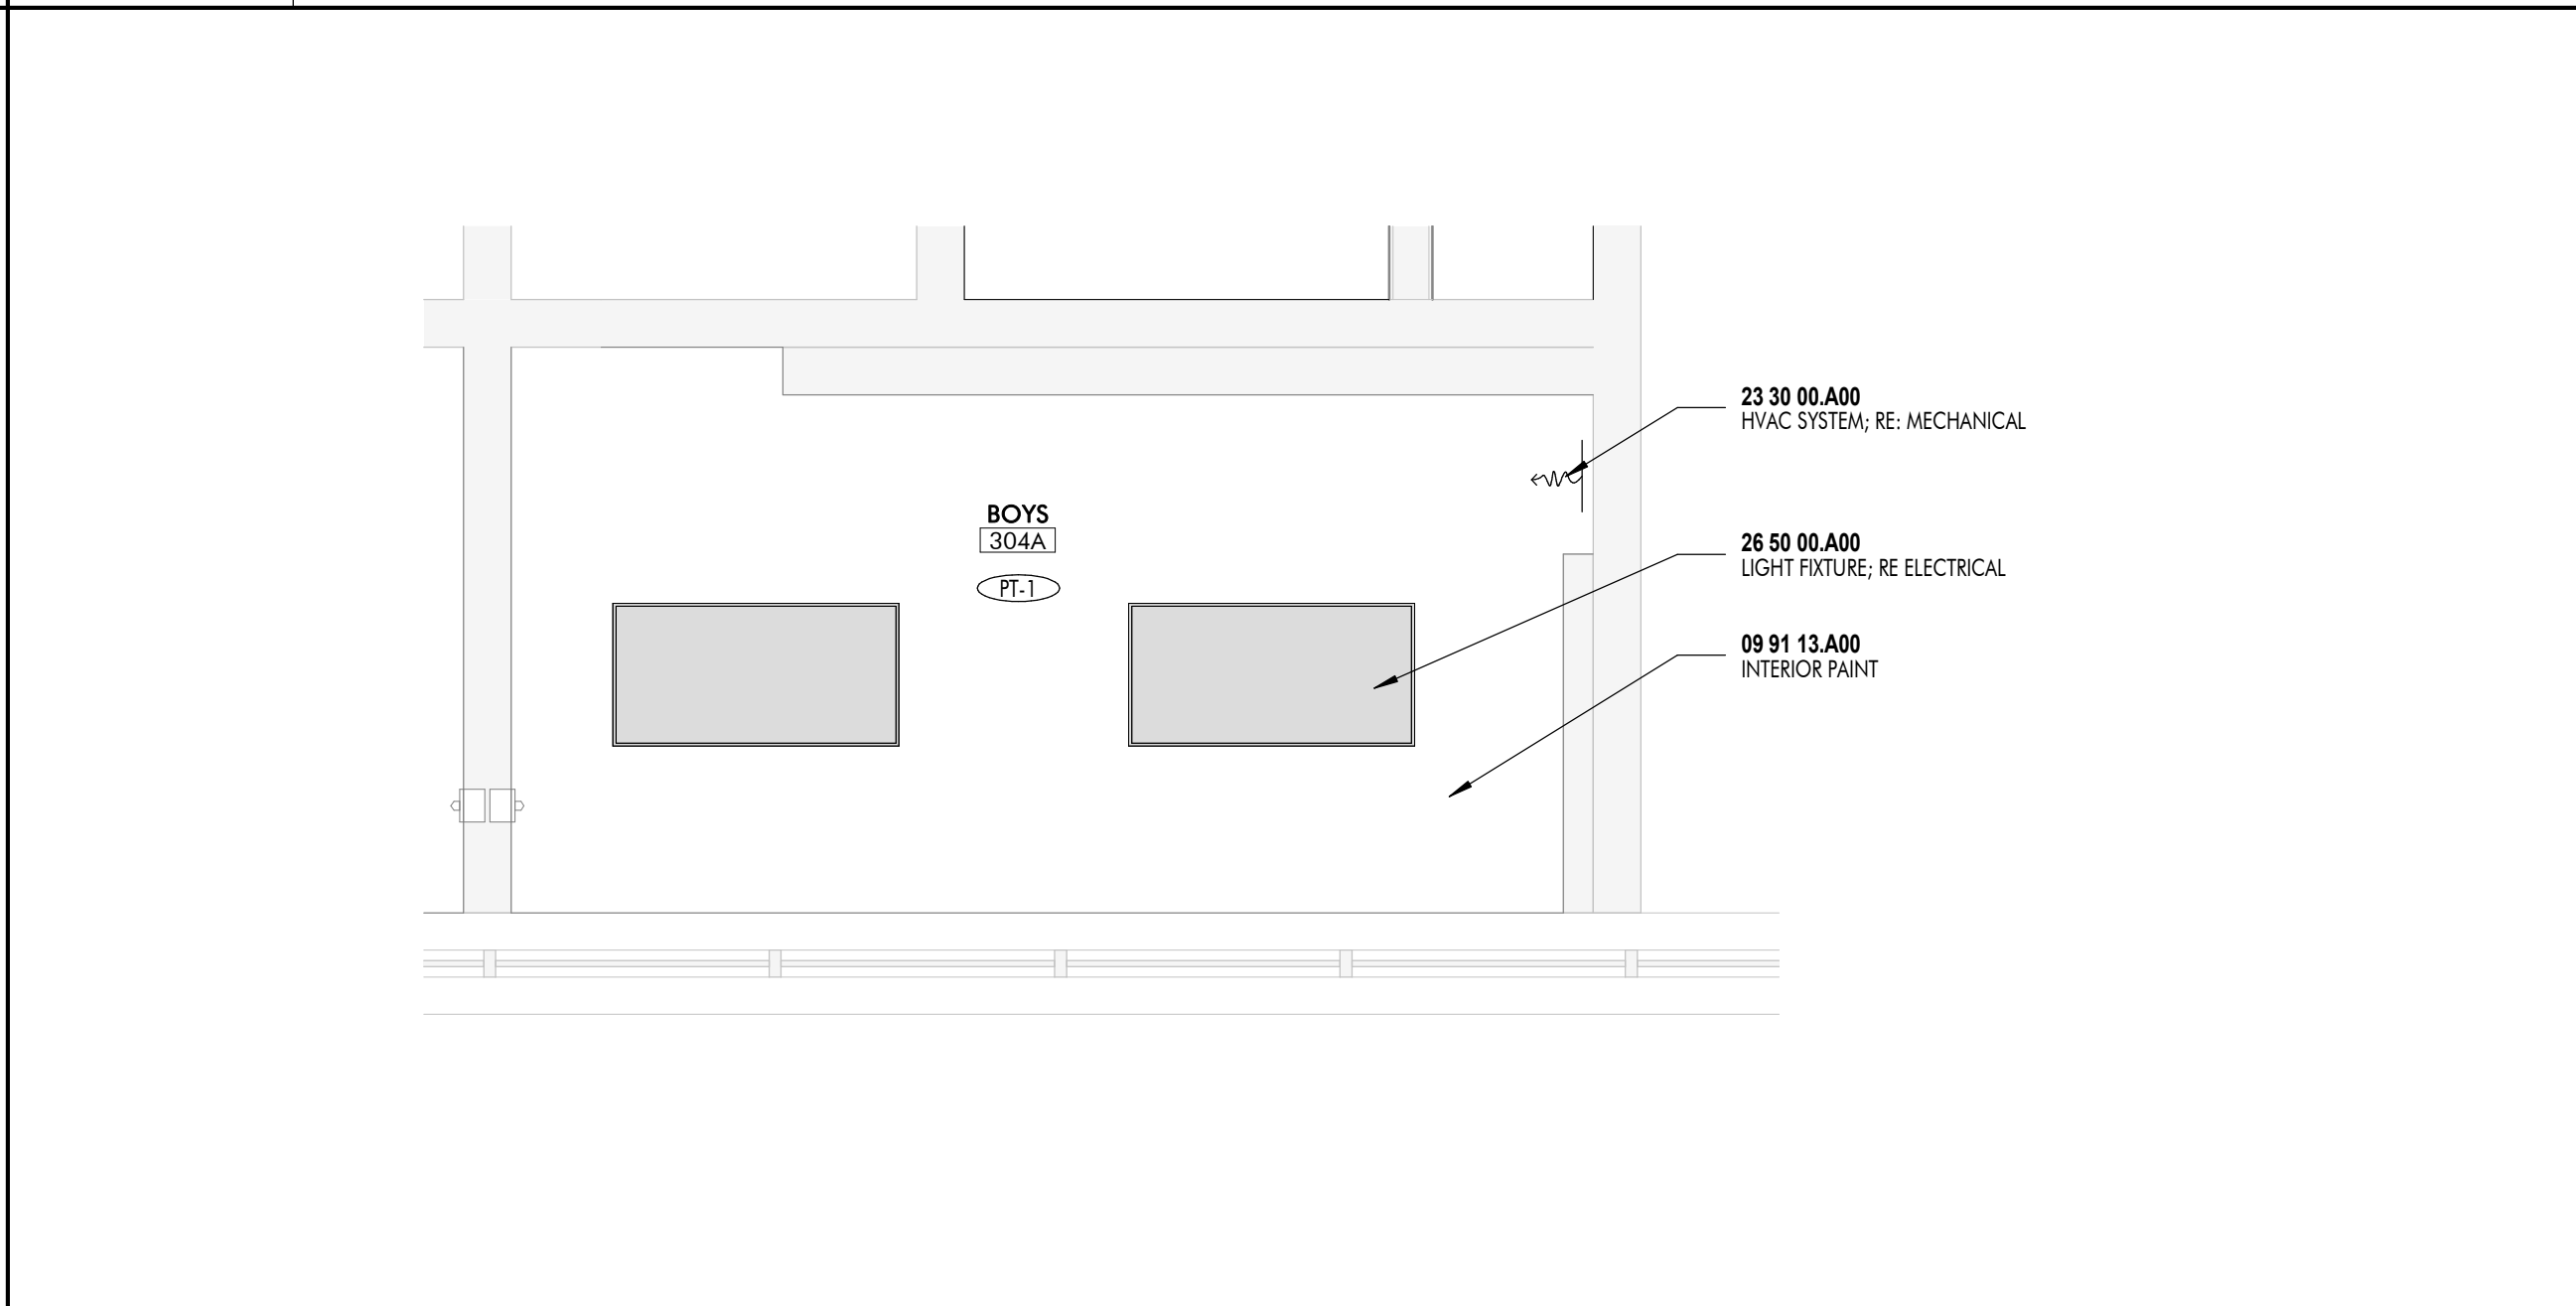 23 30 00.A00
HVAC SYSTEM; RE: MECHANICAL
BOYS
304A
26 50 00.A00
LIGHT FIXTURE; RE ELECTRICAL
PT-1
09 91 13.A00
INTERIOR PAINT